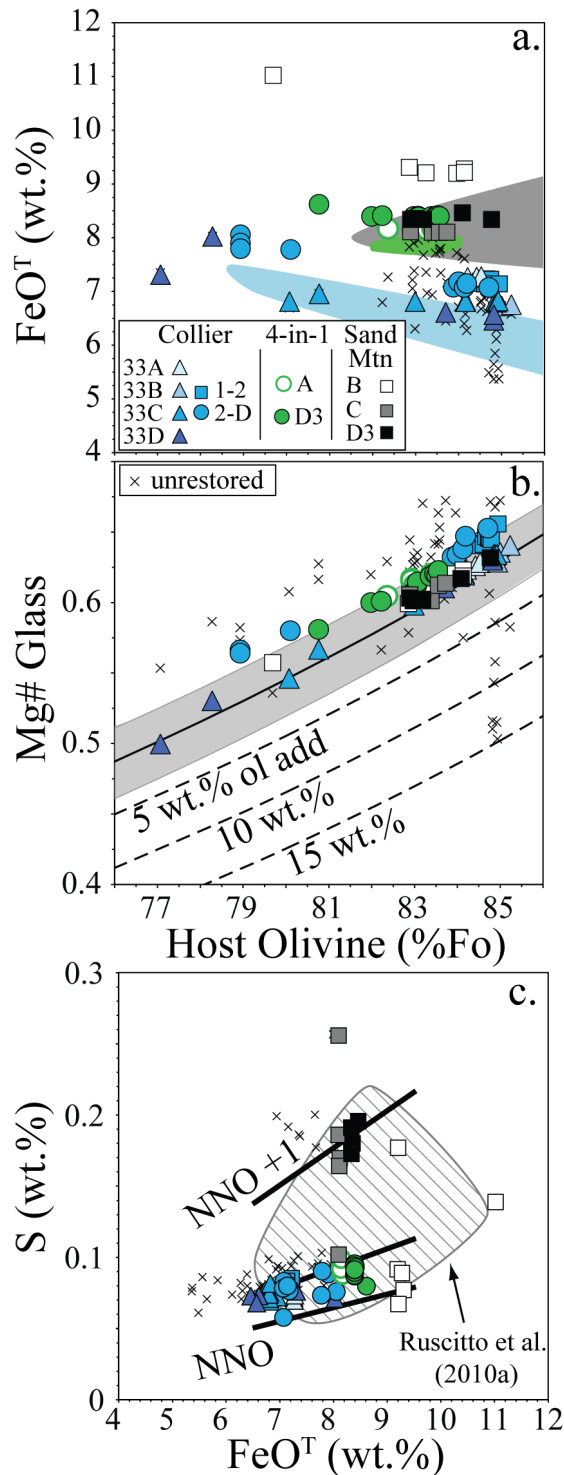 a.
12
11
10
9
8
7
6
5
4
FeOᵀ (wt.%)
Collier
4-in-1
Sand
Mtn
33A
33B
33C
33D
1-2
2-D
A
D3
B
C
D3
b.
× unrestored
0.6
0.5
0.4
Mg# Glass
5 wt.% ol add
10 wt.%
15 wt.%
77 79 81 83 85
Host Olivine (%Fo)
c.
0.3
0.2
0.1
0
S (wt.%)
NNO +1
NNO
Ruscitto et al.
(2010a)
4 5 6 7 8 9 10 11 12
FeOᵀ (wt.%)